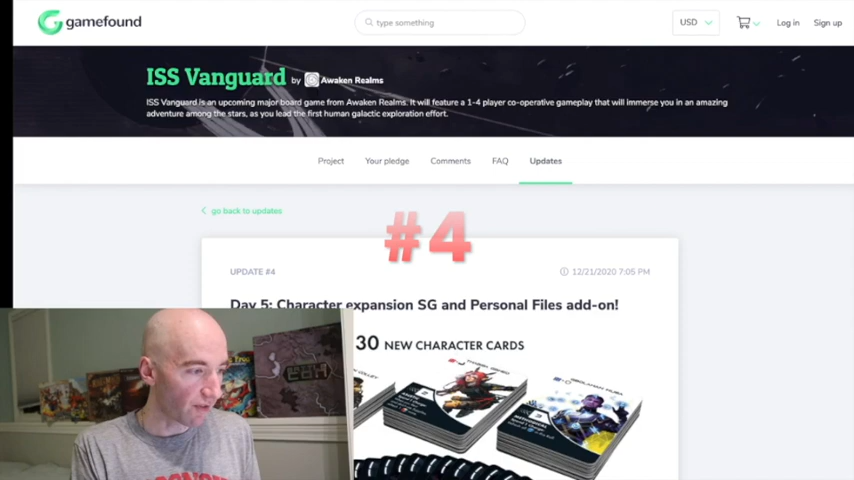 gamefound
type something
USD
Log in
Sign up
ISS Vanguard by Awaken Realms
ISS Vanguard is an upcoming major board game from Awaken Realms. It will feature a 1-4 player co-operative gameplay that will immerse you in an amazing
adventure among the stars, as you lead the first human galactic exploration effort.
Project
Your pledge
Comments
FAQ
Updates
go back to updates
#4
UPDATE #4
12/21/2020 7:05 PM
Day 5: Character expansion SG and Personal Files add-on!
30 NEW CHARACTER CARDS